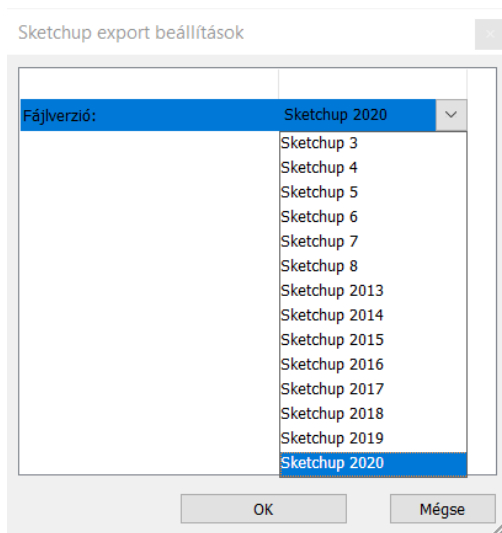 Sketchup export beállítások
Fájlverzió: Sketchup 2020
Sketchup 3
Sketchup 4
Sketchup 5
Sketchup 6
Sketchup 7
Sketchup 8
Sketchup 2013
Sketchup 2014
Sketchup 2015
Sketchup 2016
Sketchup 2017
Sketchup 2018
Sketchup 2019
Sketchup 2020
OK Mégse